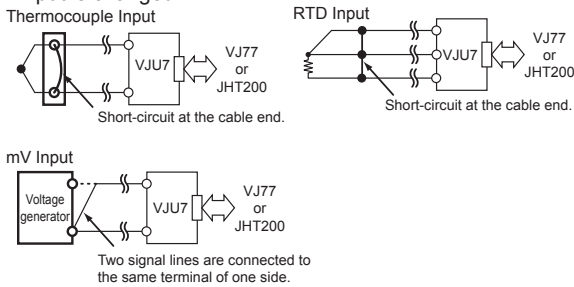 Thermocouple Input
VJU7
VJ77
or
JHT200
Short-circuit at the cable end.
RTD Input
VJU7
VJ77
or
JHT200
Short-circuit at the cable end.
mV Input
Voltage
generator
VJU7
VJ77
or
JHT200
Two signal lines are connected to
the same terminal of one side.